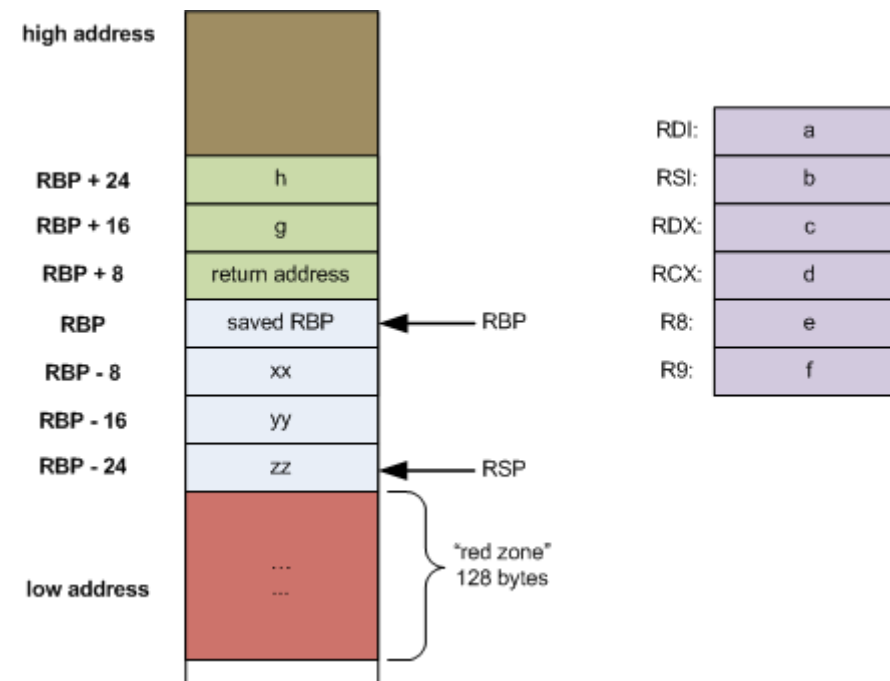 high address
RBP + 24
h
RBP + 16
g
RBP + 8
return address
RBP
saved RBP
RBP
RBP - 8
xx
RBP - 16
yy
RBP - 24
zz
RSP
...
...
low address
"red zone"
128 bytes
RDI:
a
RSI:
b
RDX:
c
RCX:
d
R8:
e
R9:
f